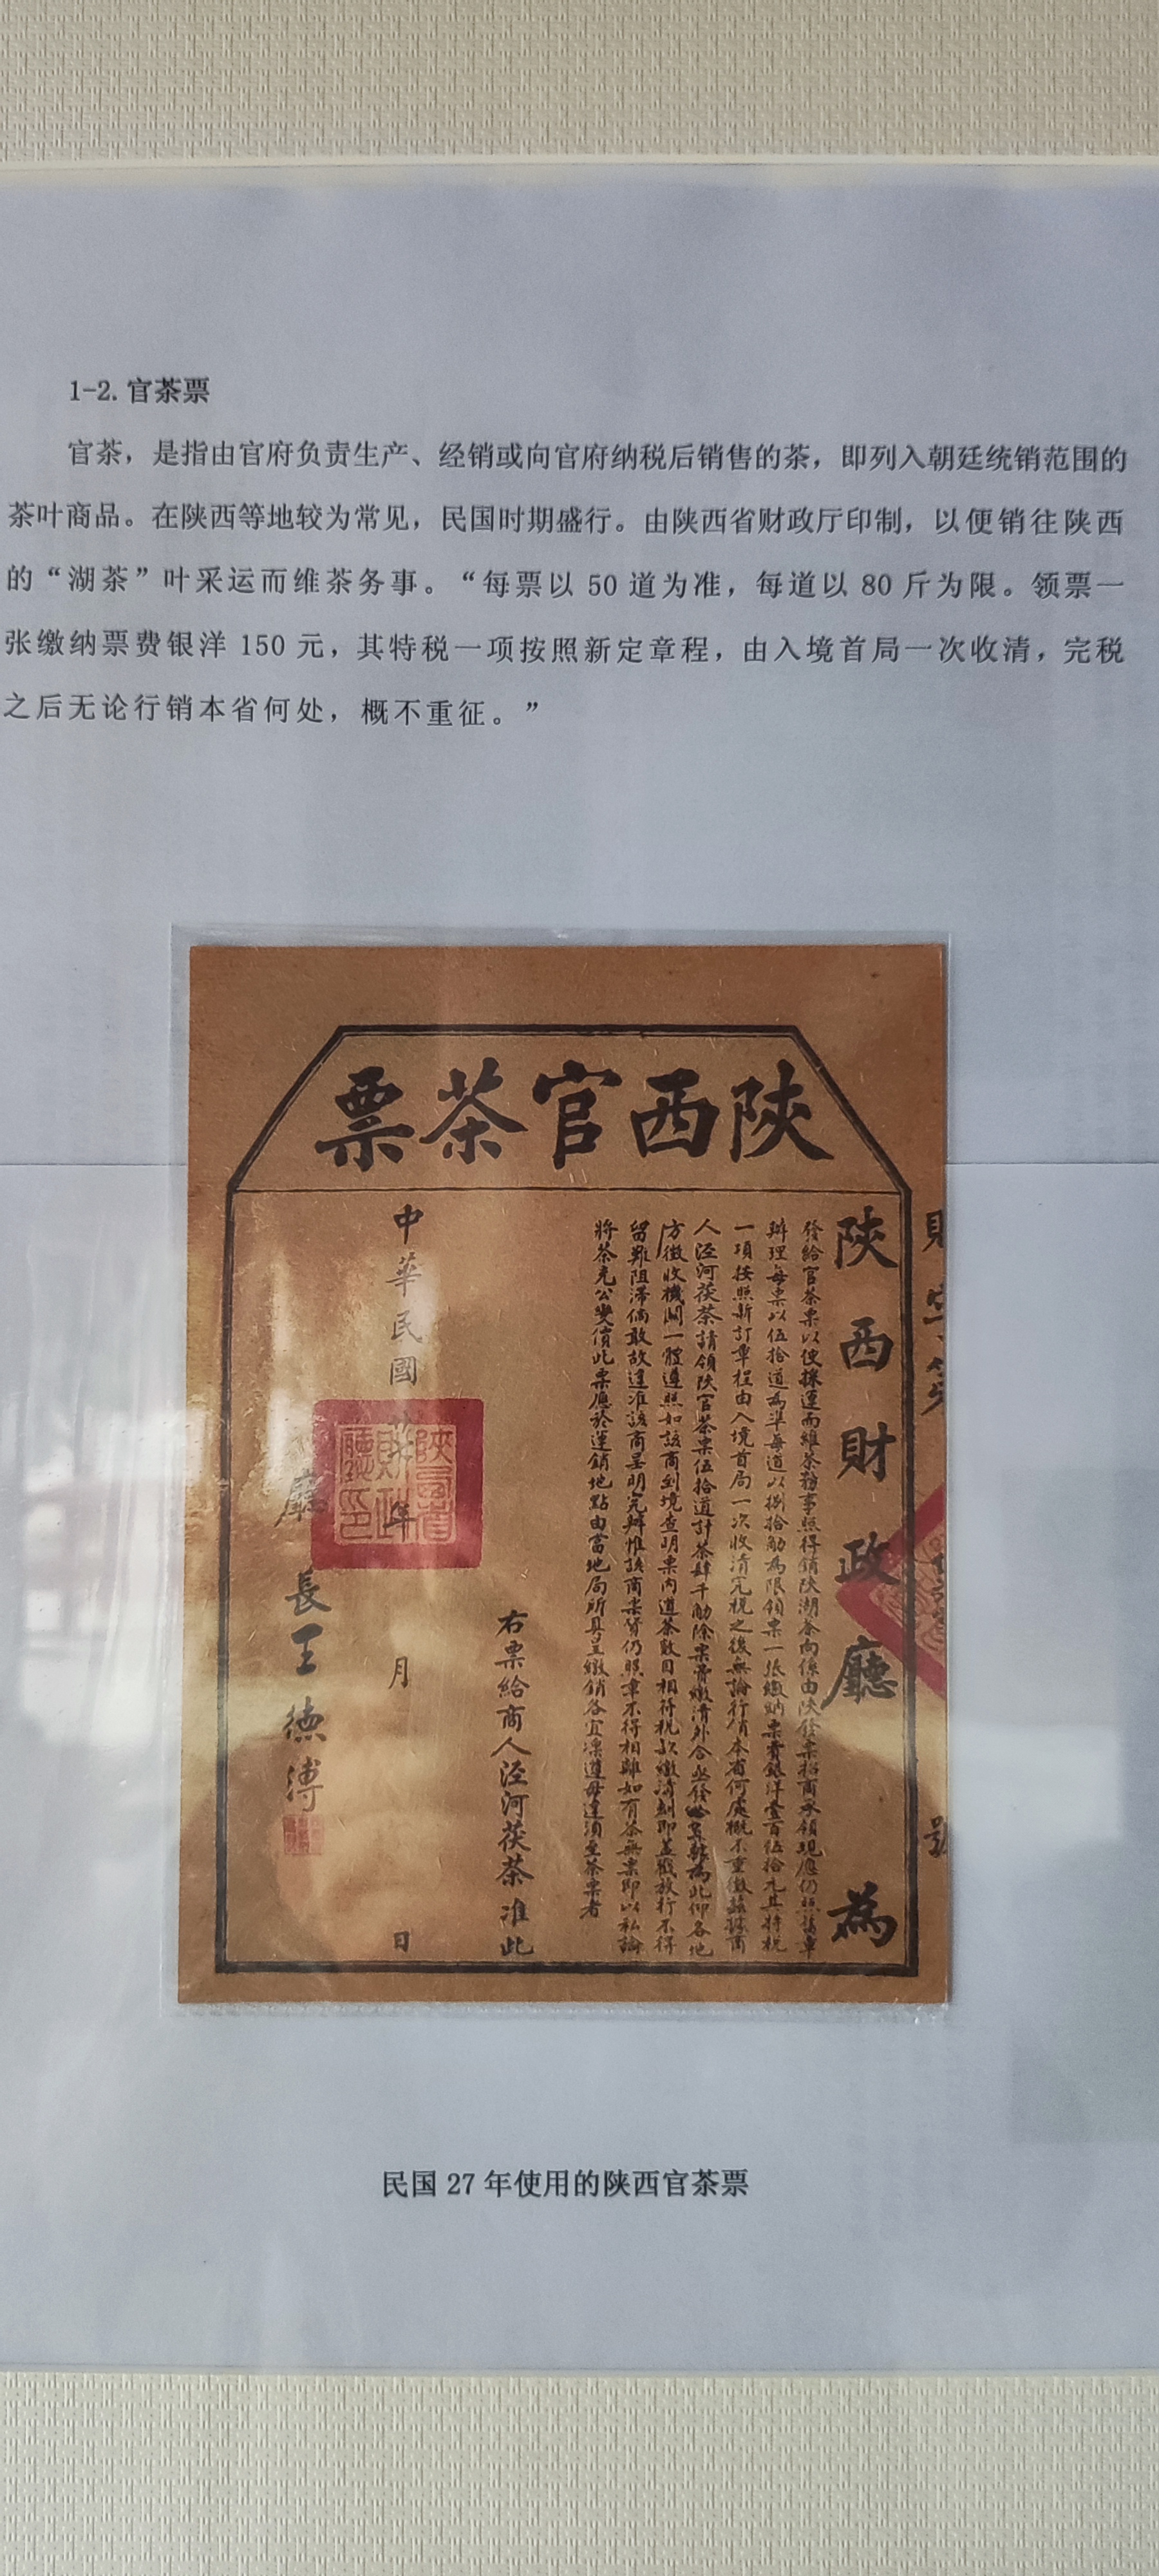 1-2. 官茶票
官茶，是指由官府负责生产、经销或向官府纳税后销售的茶，即列入朝廷统销范围的
茶叶商品。在陕西等地较为常见，民国时期盛行。由陕西省财政厅印制，以便销往陕西
的“湖茶”叶采运而维茶务事。“每票以 50 道为准，每道以 80 斤为限。领票一
张缴纳票费银洋 150 元，其特税一项按照新定章程，由入境首局一次收清，完税
之后无论行销本省何处，概不重征。”
陝西官茶票
陝西財政廳為
發給官茶票以便採運而維茶務事照得銷陝湖茶向係由陝發票招商承領現應仍照舊章
辦理每票以伍拾道為準每道以捌拾觔為限領票一張繳納票費銀洋壹百伍拾元其特稅
一項按照新訂章程由入境首局一次收清完稅之後無論行銷本省何處概不重徵茲據商
人涇河茯茶請領陝官茶票伍拾道計茶肆千觔除票費繳清外合亟發給為此仰各地
方徵收機關一體遵照如該商到境查明票內道茶數目相符稅款繳清刻即蓋戳放行不得
留難阻滯倘敢故違准該商呈明究辦惟該商票貨仍照章不得相離如有茶無票即以私論
將茶充公變價此票應於運銷地點由當地局所具呈繳銷各宜凜遵毋違須至茶票者
右票給商人涇河茯茶准此
中華民國 年 月 日
廳長王德溥
陝西省財政廳印
字第 號
民国 27 年使用的陕西官茶票